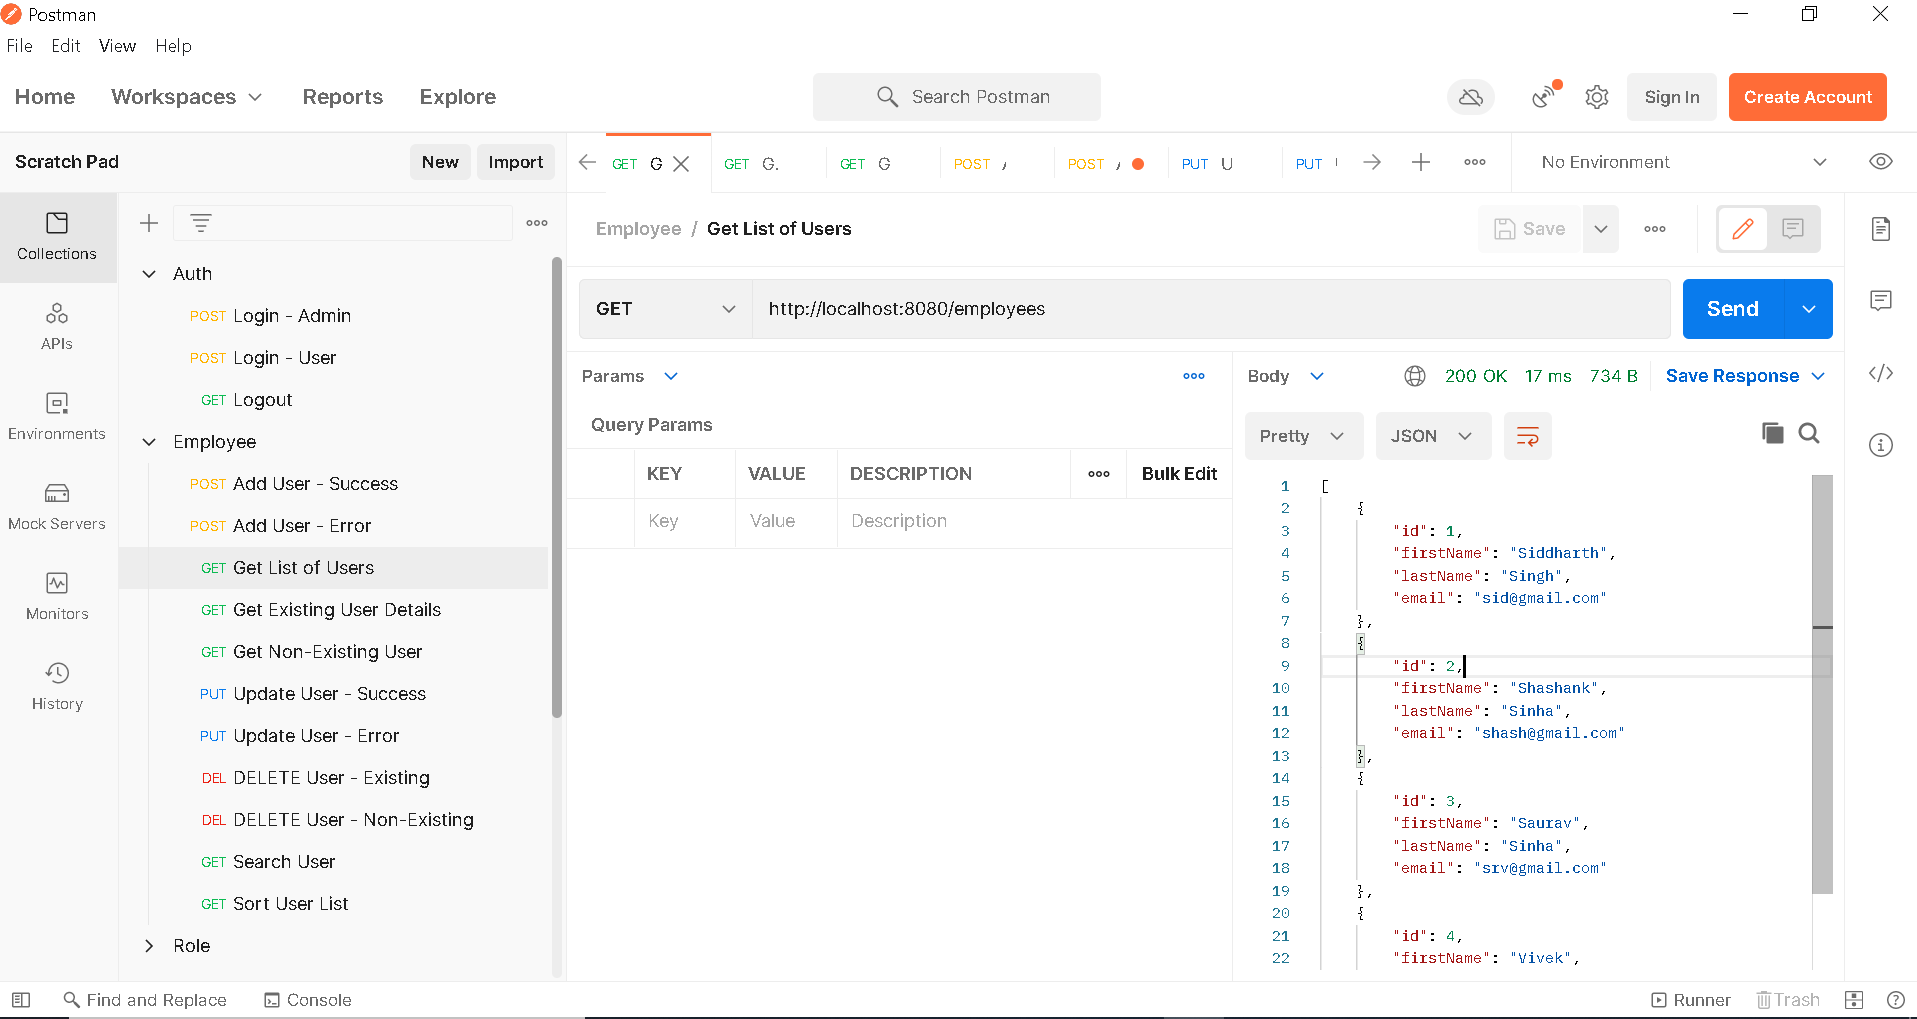 Postman
File Edit View Help
Home Workspaces Reports Explore
Search Postman
Sign In
Create Account
Scratch Pad
New
Import
GET G
GET G.
GET G
POST
POST
PUT U
PUT
No Environment
Collections
APIs
Environments
Mock Servers
Monitors
History
Auth
POST Login - Admin
POST Login - User
GET Logout
Employee
POST Add User - Success
POST Add User - Error
GET Get List of Users
GET Get Existing User Details
GET Get Non-Existing User
PUT Update User - Success
PUT Update User - Error
DEL DELETE User - Existing
DEL DELETE User - Non-Existing
GET Search User
GET Sort User List
Role
Employee / Get List of Users
Save
GET
http://localhost:8080/employees
Send
Params
Query Params
KEY VALUE DESCRIPTION
Bulk Edit
Key Value Description
Body
200 OK 17 ms 734 B
Save Response
Pretty
JSON
1 [
2 {
3 "id": 1,
4 "firstName": "Siddharth",
5 "lastName": "Singh",
6 "email": "sid@gmail.com"
7 },
8 {
9 "id": 2,
10 "firstName": "Shashank",
11 "lastName": "Sinha",
12 "email": "shash@gmail.com"
13 },
14 {
15 "id": 3,
16 "firstName": "Saurav",
17 "lastName": "Sinha",
18 "email": "srv@gmail.com"
19 },
20 {
21 "id": 4,
22 "firstName": "Vivek",
Find and Replace
Console
Runner
Trash